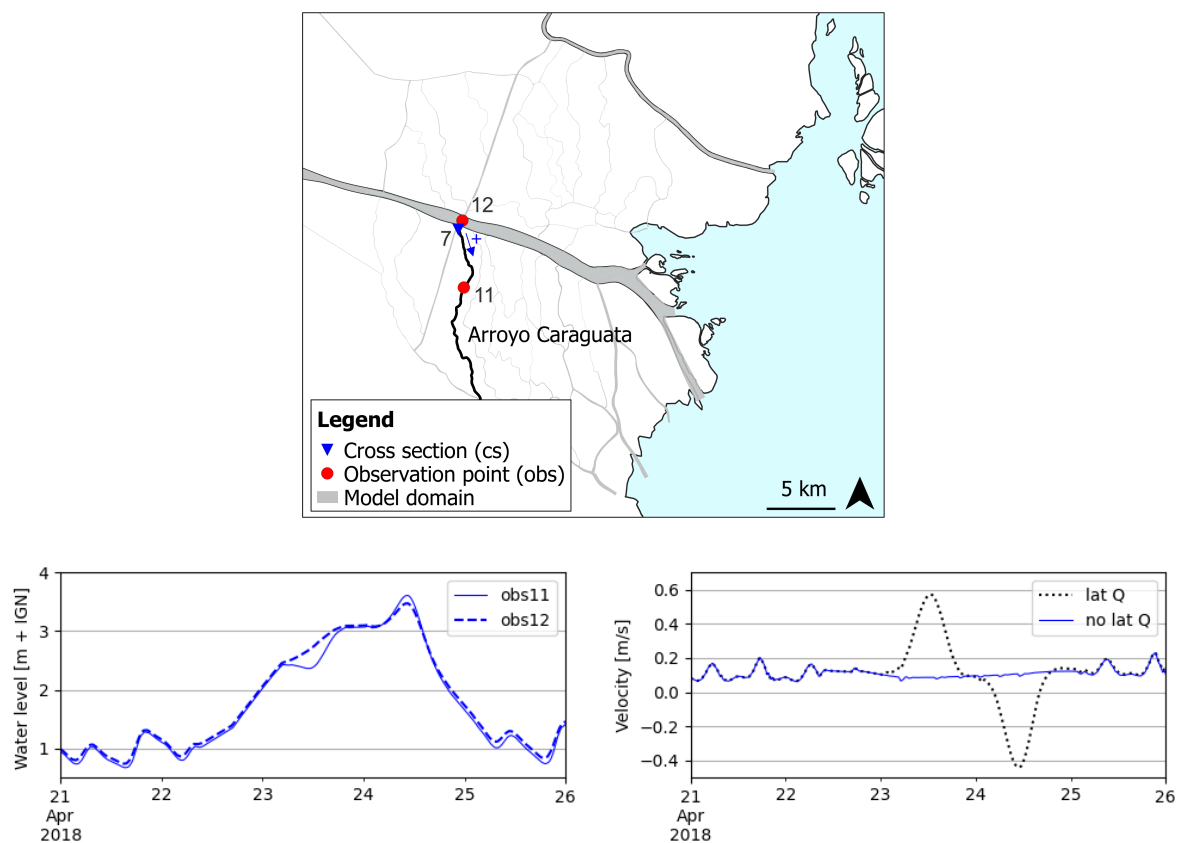 12
7
+
11
Arroyo Caraguata
Legend
Cross section (cs)
Observation point (obs)
Model domain
5 km
Water level [m + IGN]
4
3
2
1
obs11
obs12
21
Apr
2018
22
23
24
25
26
Velocity [m/s]
0.6
0.4
0.2
0.0
−0.2
−0.4
lat Q
no lat Q
21
Apr
2018
22
23
24
25
26